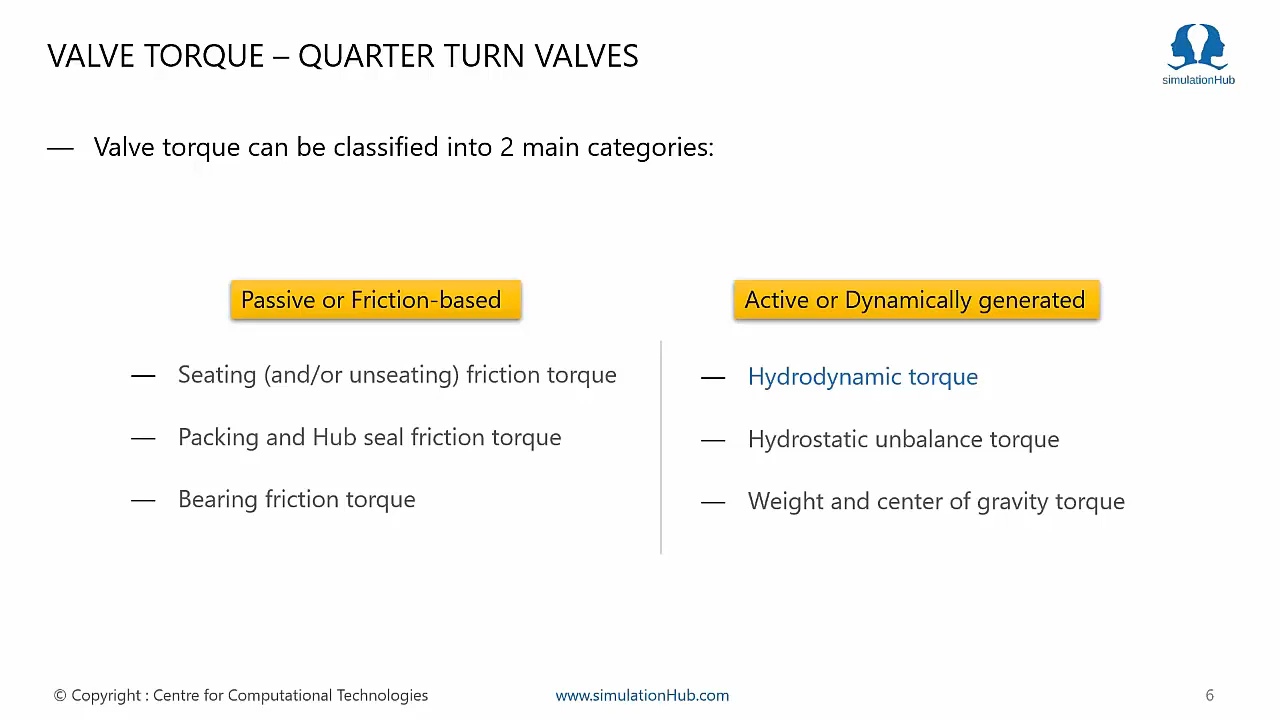 VALVE TORQUE – QUARTER TURN VALVES
simulationHub
— Valve torque can be classified into 2 main categories:
Passive or Friction-based
— Seating (and/or unseating) friction torque
— Packing and Hub seal friction torque
— Bearing friction torque
Active or Dynamically generated
— Hydrodynamic torque
— Hydrostatic unbalance torque
— Weight and center of gravity torque
© Copyright : Centre for Computational Technologies
www.simulationHub.com
6